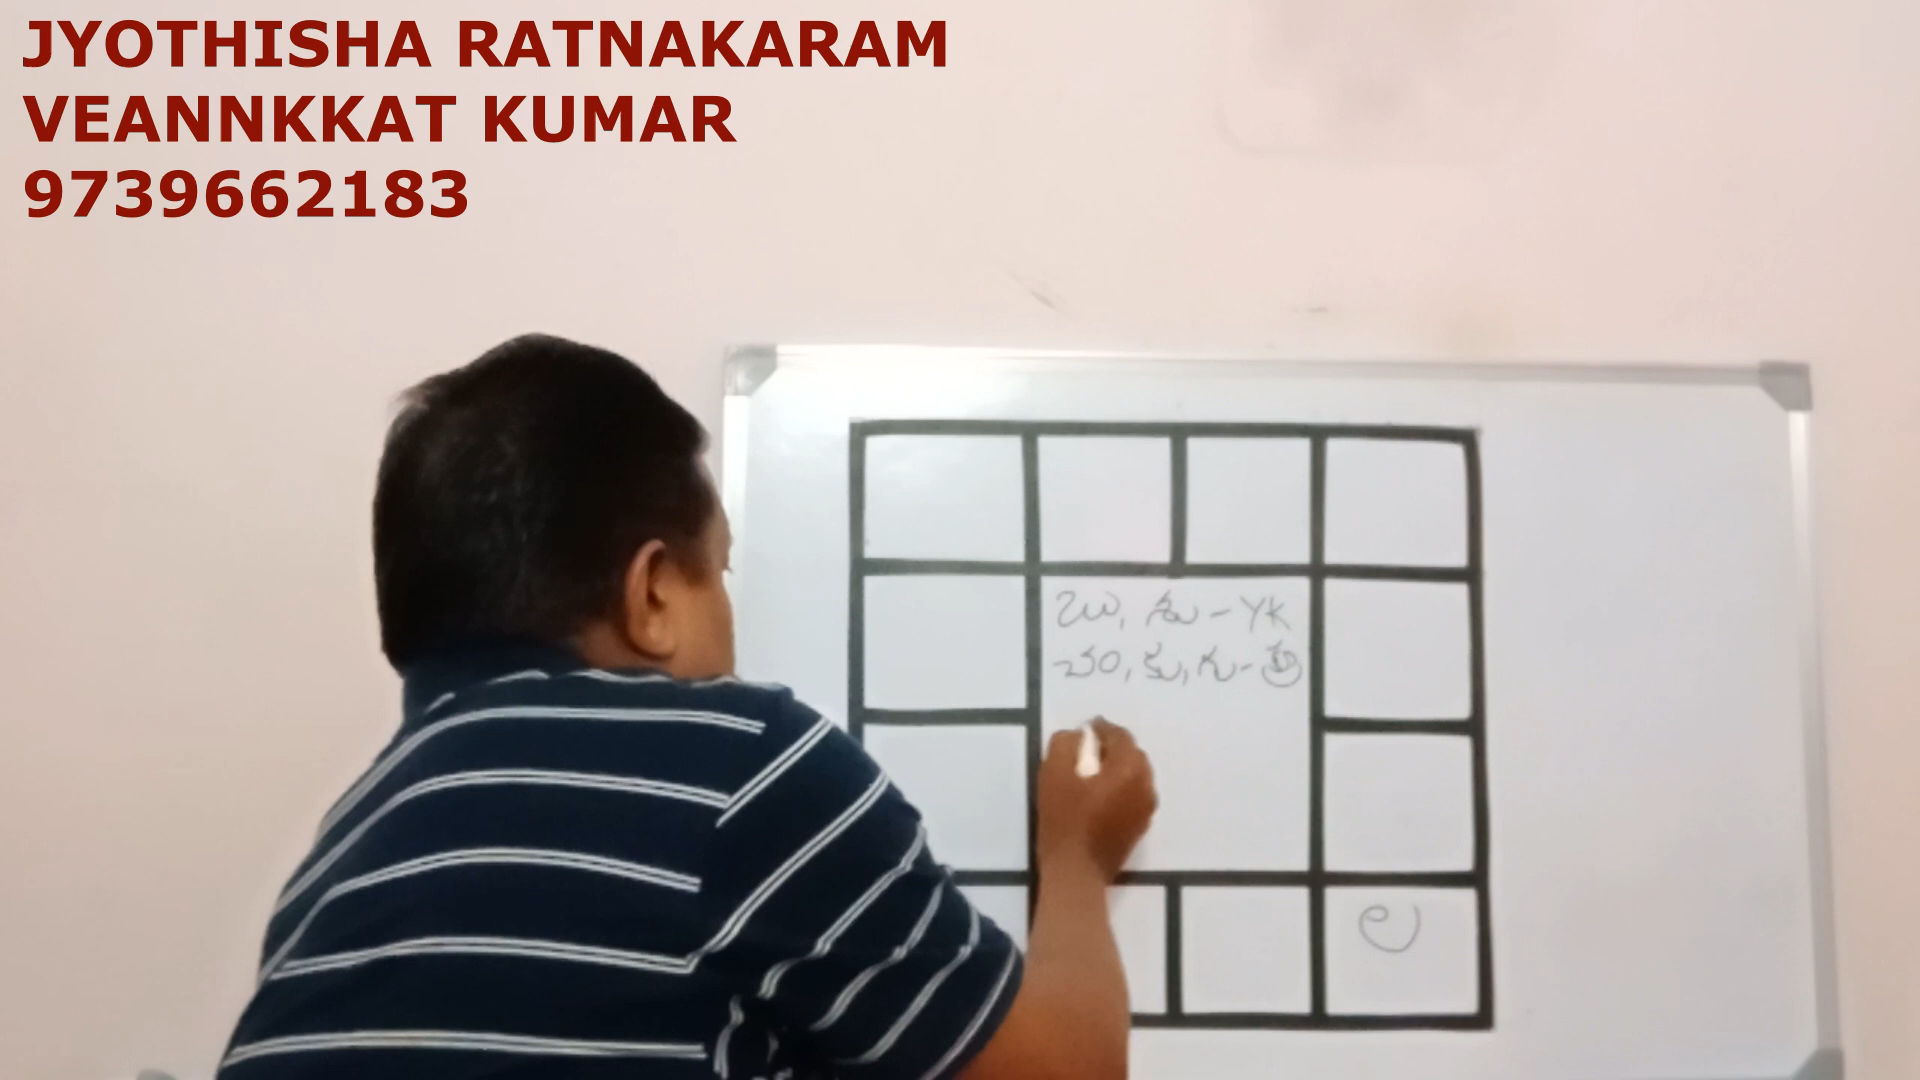 JYOTHISHA RATNAKARAM
VEANNKKAT KUMAR
9739662183
బు, శు - YK
చం, కు, గు -
ల